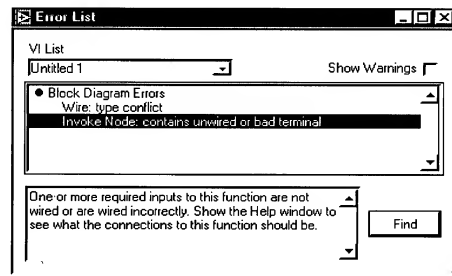 Error List
VI List
Untitled 1
Show Warnings
Block Diagram Errors
Wire: type conflict
Invoke Node: contains unwired or bad terminal
One or more required inputs to this function are not
wired or are wired incorrectly. Show the Help window to
see what the connections to this function should be.
Find